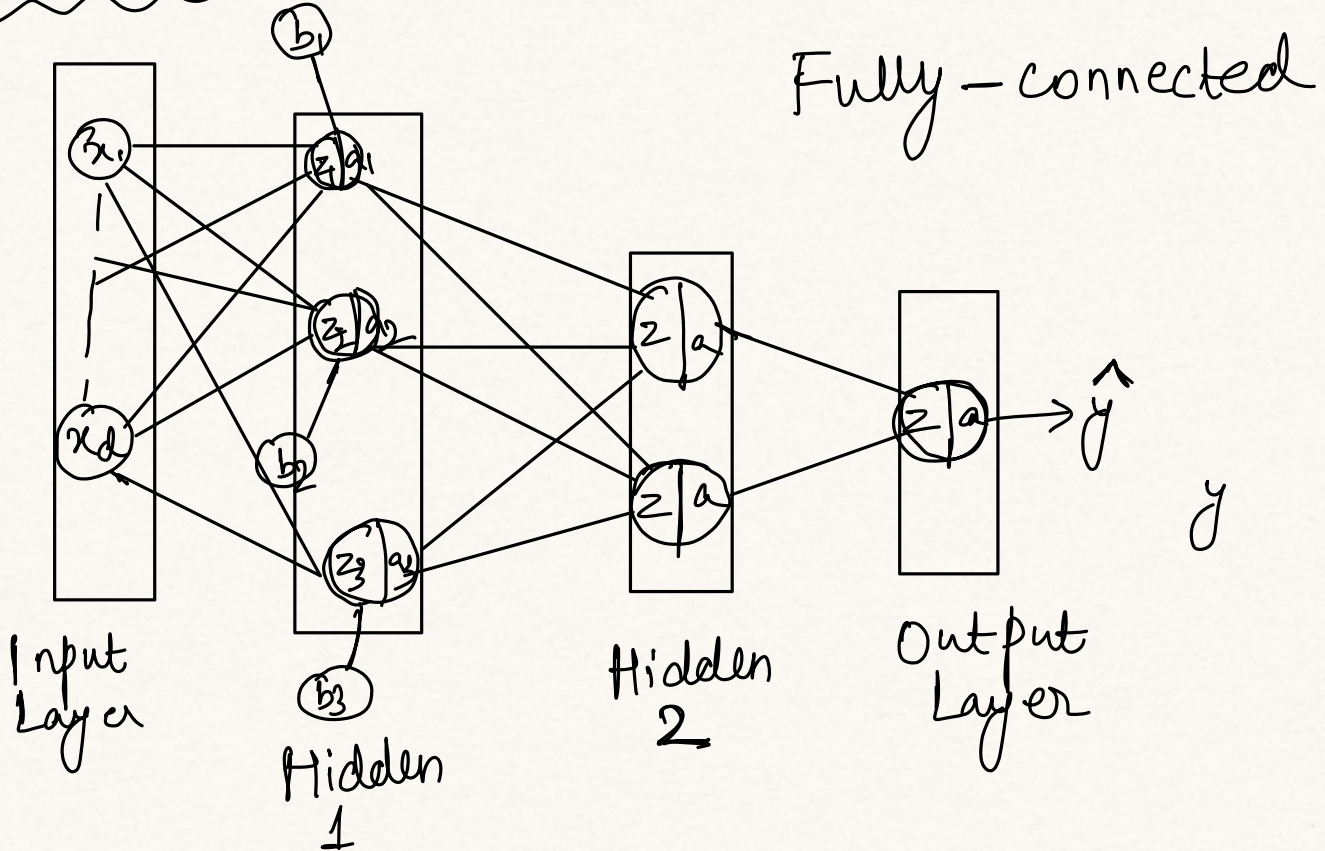 b1
Fully-connected
x1
z1 a1
z2 a2
z a
ŷ
z a
xd
b2
z a
y
z3 a3
Input
Layer
b3
Hidden
1
Hidden
2
Output
Layer